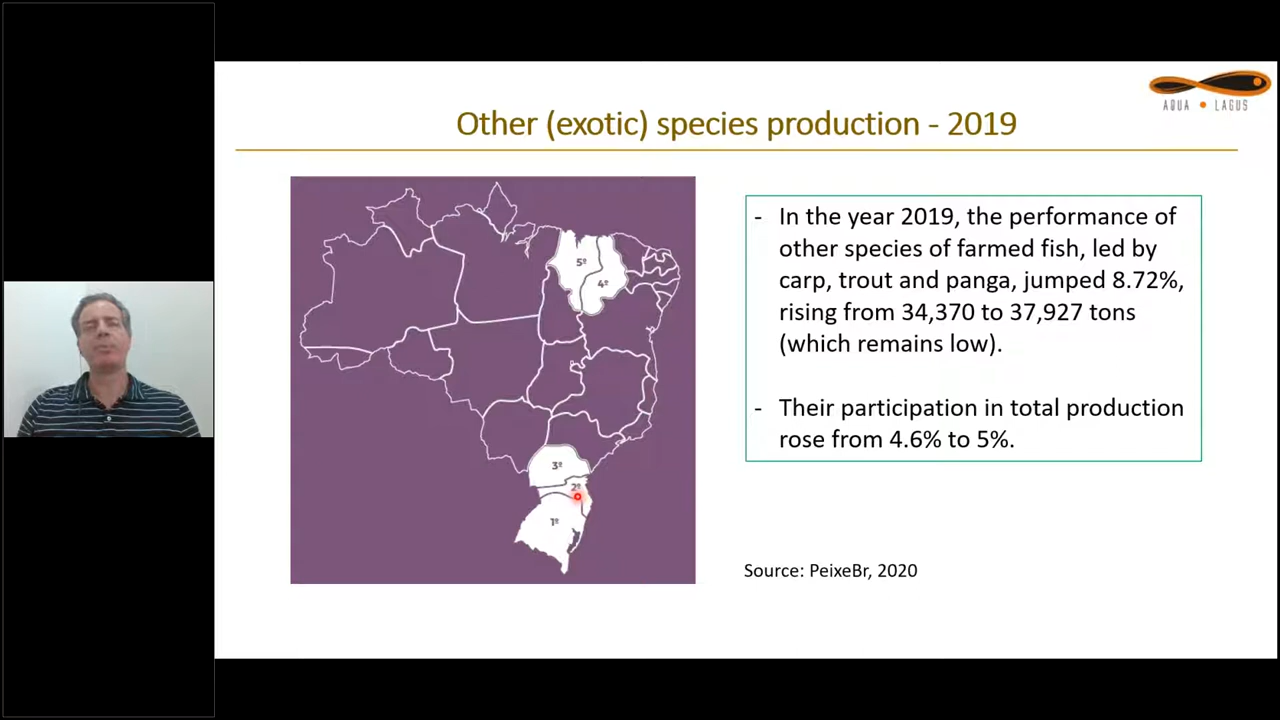 AQUA LAGUS
Other (exotic) species production - 2019
5º
4º
3º
2º
1º
- In the year 2019, the performance of
other species of farmed fish, led by
carp, trout and panga, jumped 8.72%,
rising from 34,370 to 37,927 tons
(which remains low).
- Their participation in total production
rose from 4.6% to 5%.
Source: PeixeBr, 2020